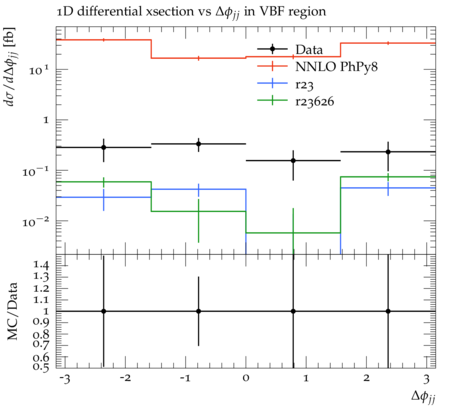 1D differential xsection vs Δϕjj in VBF region
dσ/dΔϕjj [fb]
Data
NNLO PhPy8
r23
r23626
10¹
1
10⁻¹
10⁻²
MC/Data
1.4
1.3
1.2
1.1
1
0.9
0.8
0.7
0.6
0.5
-3 -2 -1 0 1 2 3
Δϕjj